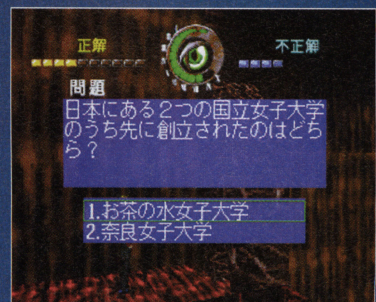 正解
不正解
問題
日本にある2つの国立女子大学
のうち先に創立されたのはどち
ら?
1.お茶の水女子大学
2.奈良女子大学